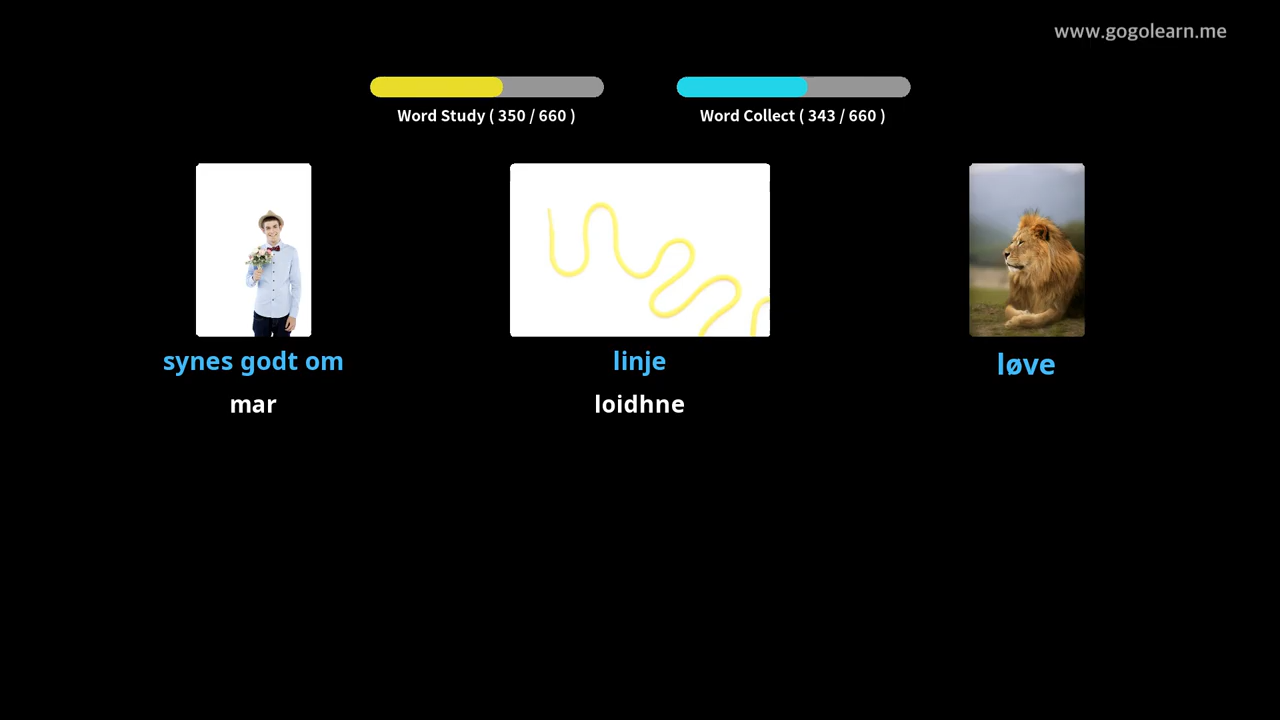 www.gogolearn.me
Word Study ( 350 / 660 )
Word Collect ( 343 / 660 )
synes godt om
linje
løve
mar
loidhne